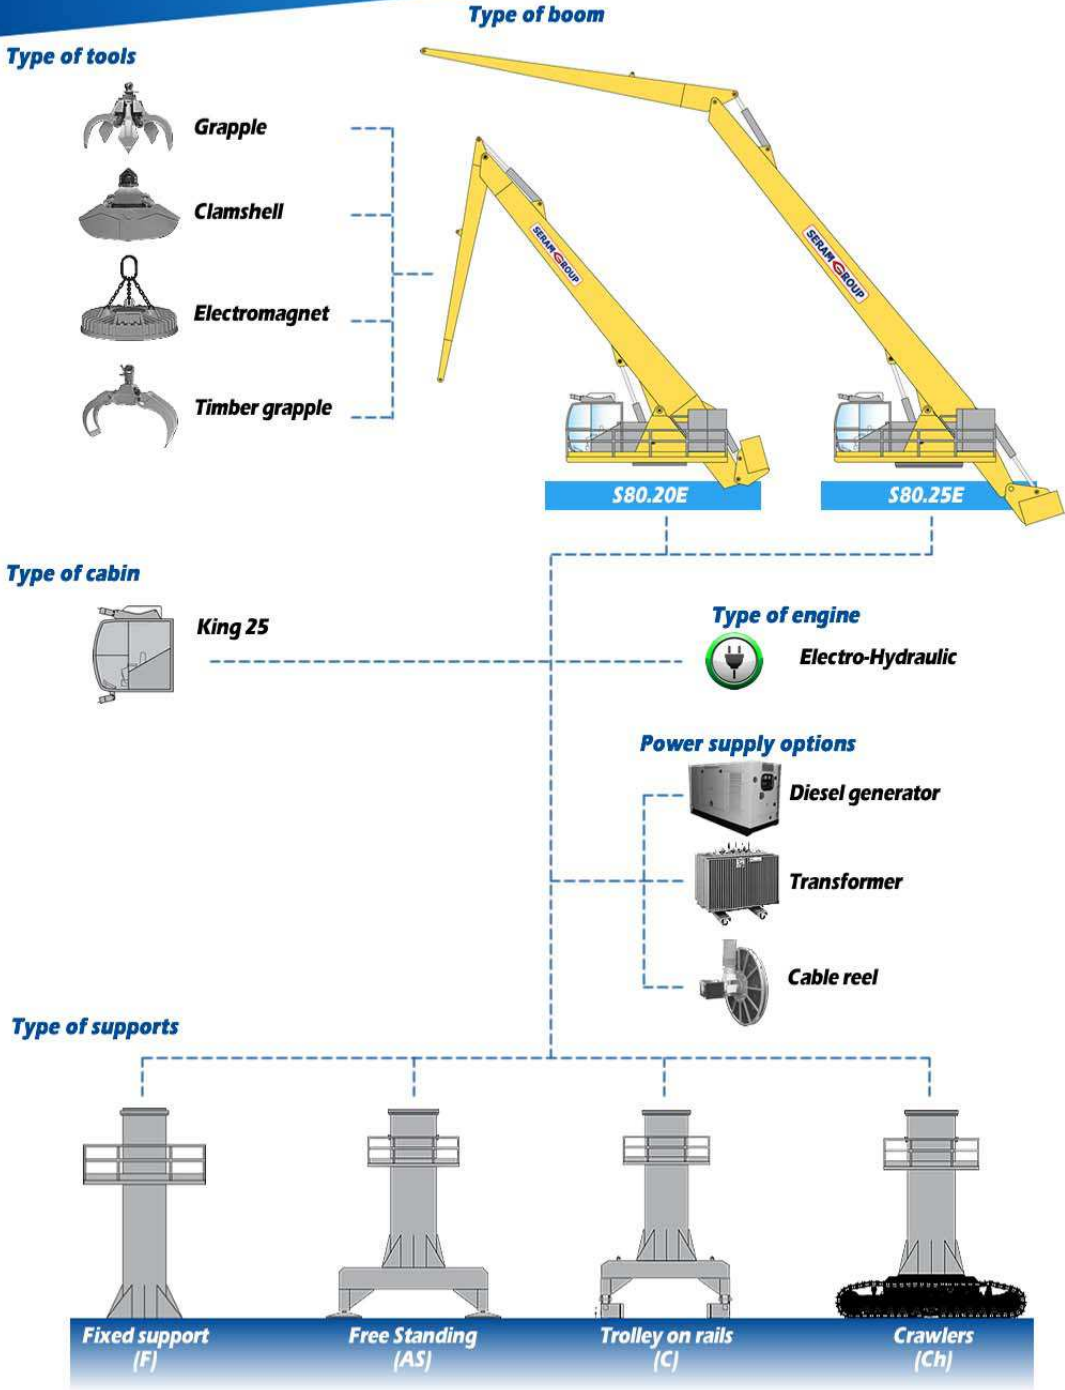 Type of boom
Type of tools
Grapple
Clamshell
Electromagnet
Timber grapple
SERAM GROUP
SERAM GROUP
S80.20E
S80.25E
Type of cabin
King 25
Type of engine
Electro-Hydraulic
Power supply options
Diesel generator
Transformer
Cable reel
Type of supports
Fixed support
(F)
Free Standing
(AS)
Trolley on rails
(C)
Crawlers
(Ch)